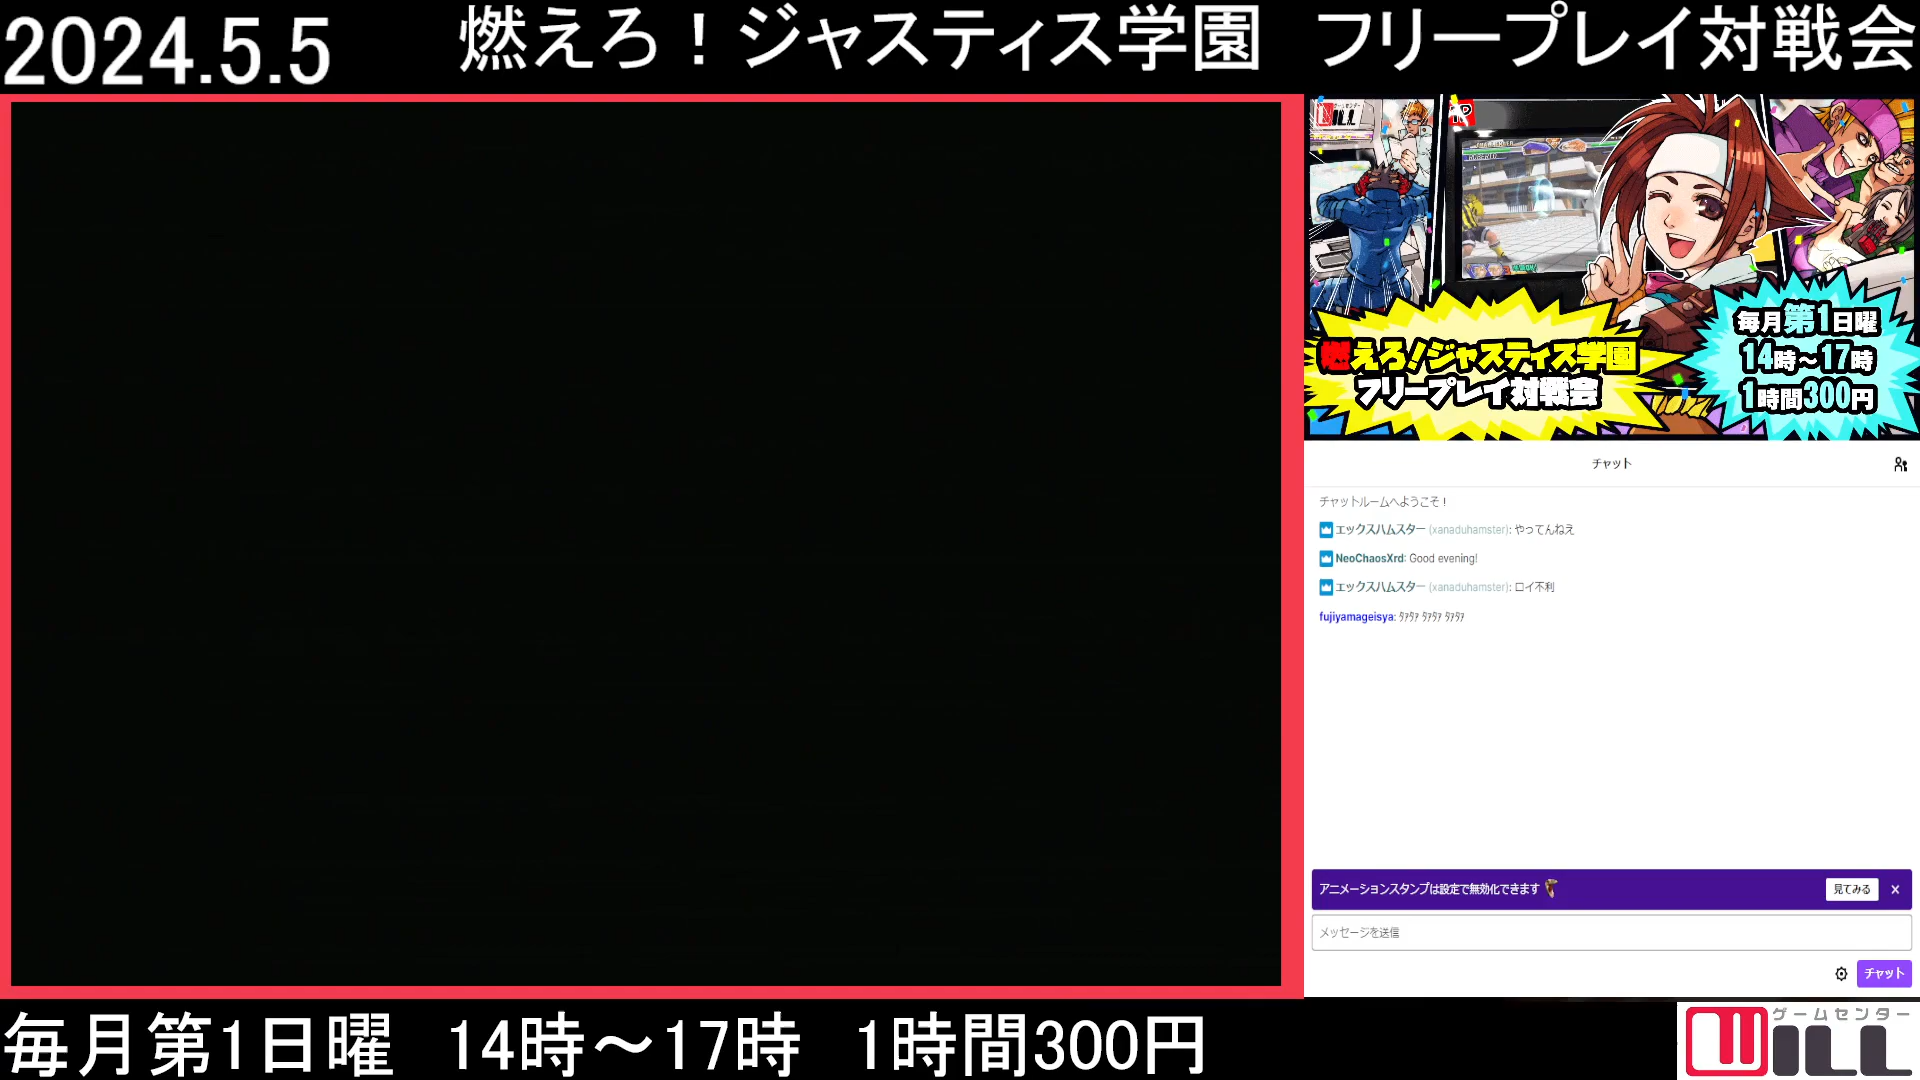 2024.5.5 燃えろ！ジャスティス学園 フリープレイ対戦会
毎月第1日曜
14時～17時
1時間300円
燃えろ!ジャスティス学園
フリープレイ対戦会
チャット
チャットルームへようこそ！
エックスハムスター (xanaduhamster): やってんねえ
NeoChaosXrd: Good evening!
エックスハムスター (xanaduhamster): ロイ不利
fujiyamageisya: ﾀｱﾀｱ ﾀｱﾀｱ ﾀｱﾀｱ
アニメーションスタンプは設定で無効化できます
見てみる
メッセージを送信
チャット
毎月第1日曜 14時～17時 1時間300円
ゲームセンター
WILL